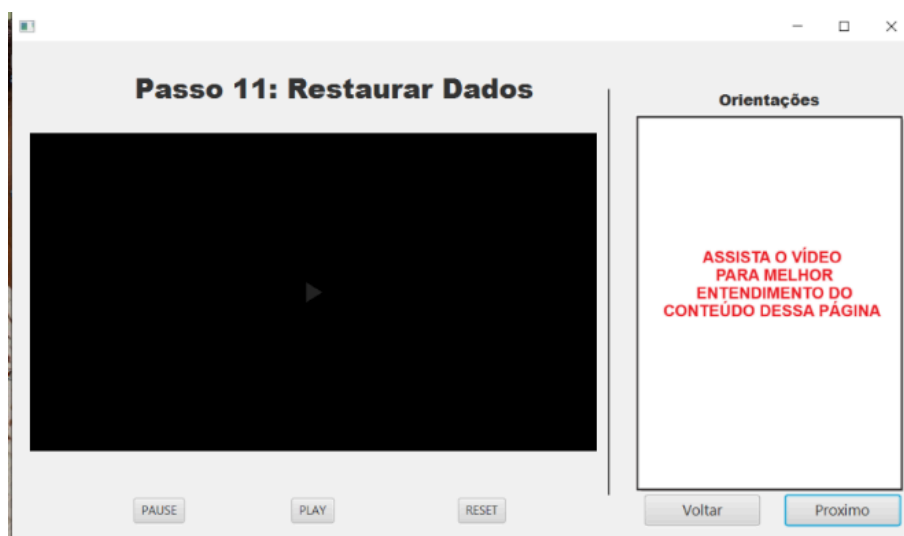 Passo 11: Restaurar Dados
Orientações
ASSISTA O VÍDEO
PARA MELHOR
ENTENDIMENTO DO
CONTEÚDO DESSA PÁGINA
PAUSE
PLAY
RESET
Voltar
Proximo